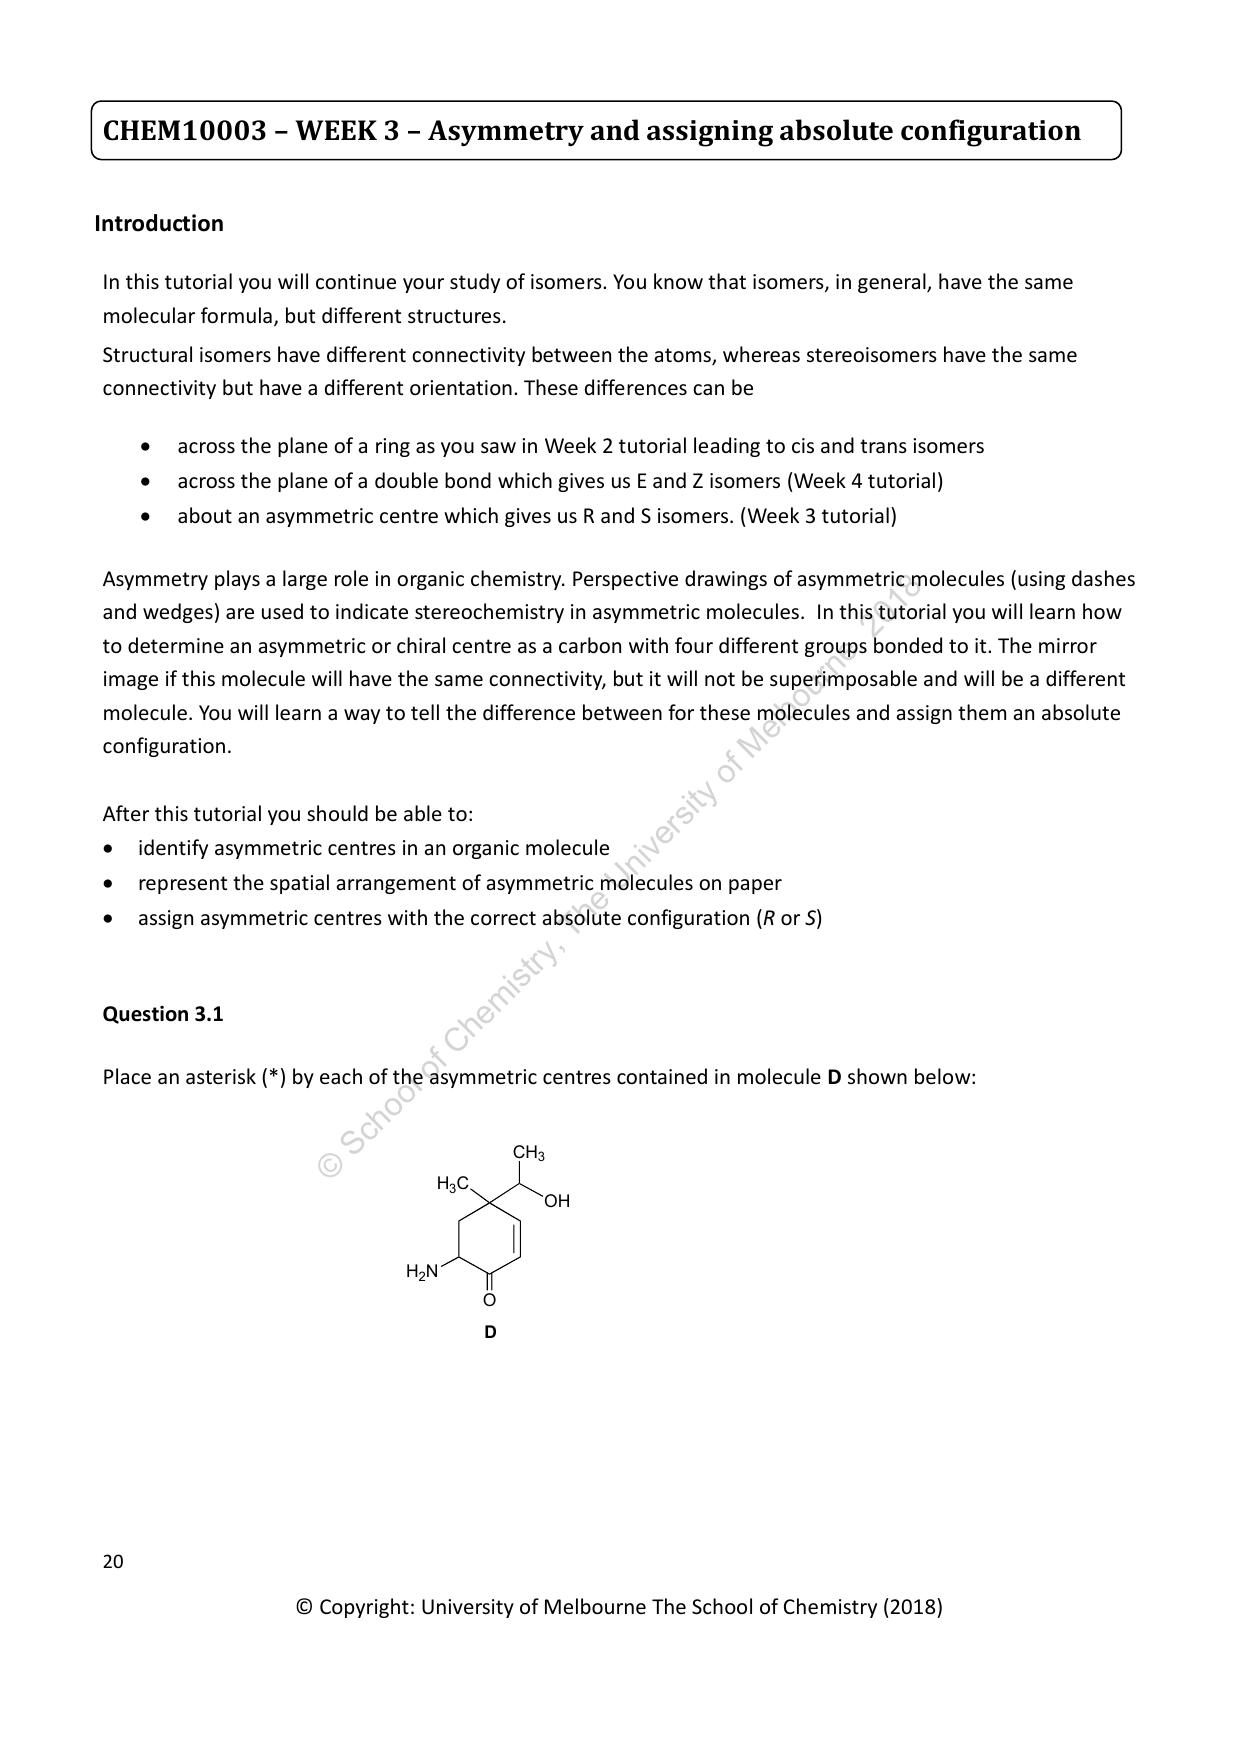 CHEM10003 – WEEK 3 – Asymmetry and assigning absolute configuration
Introduction
In this tutorial you will continue your study of isomers. You know that isomers, in general, have the same
molecular formula, but different structures.
Structural isomers have different connectivity between the atoms, whereas stereoisomers have the same
connectivity but have a different orientation. These differences can be
• across the plane of a ring as you saw in Week 2 tutorial leading to cis and trans isomers
• across the plane of a double bond which gives us E and Z isomers (Week 4 tutorial)
• about an asymmetric centre which gives us R and S isomers. (Week 3 tutorial)
Asymmetry plays a large role in organic chemistry. Perspective drawings of asymmetric molecules (using dashes
and wedges) are used to indicate stereochemistry in asymmetric molecules.  In this tutorial you will learn how
to determine an asymmetric or chiral centre as a carbon with four different groups bonded to it. The mirror
image if this molecule will have the same connectivity, but it will not be superimposable and will be a different
molecule. You will learn a way to tell the difference between for these molecules and assign them an absolute
configuration.
After this tutorial you should be able to:
• identify asymmetric centres in an organic molecule
• represent the spatial arrangement of asymmetric molecules on paper
• assign asymmetric centres with the correct absolute configuration (R or S)
Question 3.1
Place an asterisk (*) by each of the asymmetric centres contained in molecule D shown below:
CH3
H3C
OH
H2N
O
D
© School of Chemistry, The University of Melbourne 2018
20
© Copyright: University of Melbourne The School of Chemistry (2018)